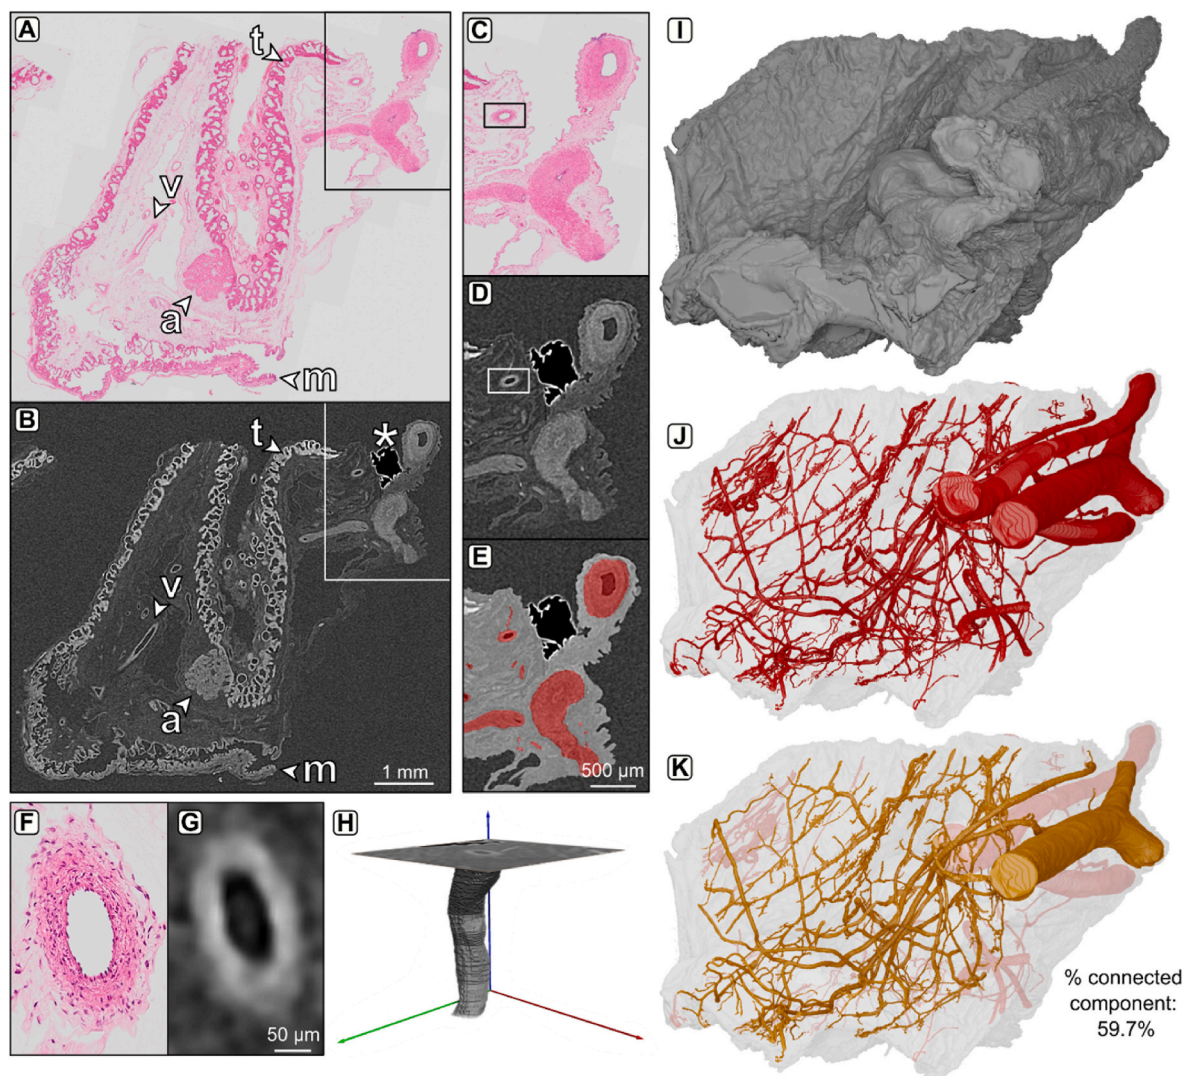 A
t
v
a
m
B
t
*
v
a
m
1 mm
C
D
E
500 µm
F
G
50 µm
H
I
J
K
% connected
component:
59.7%